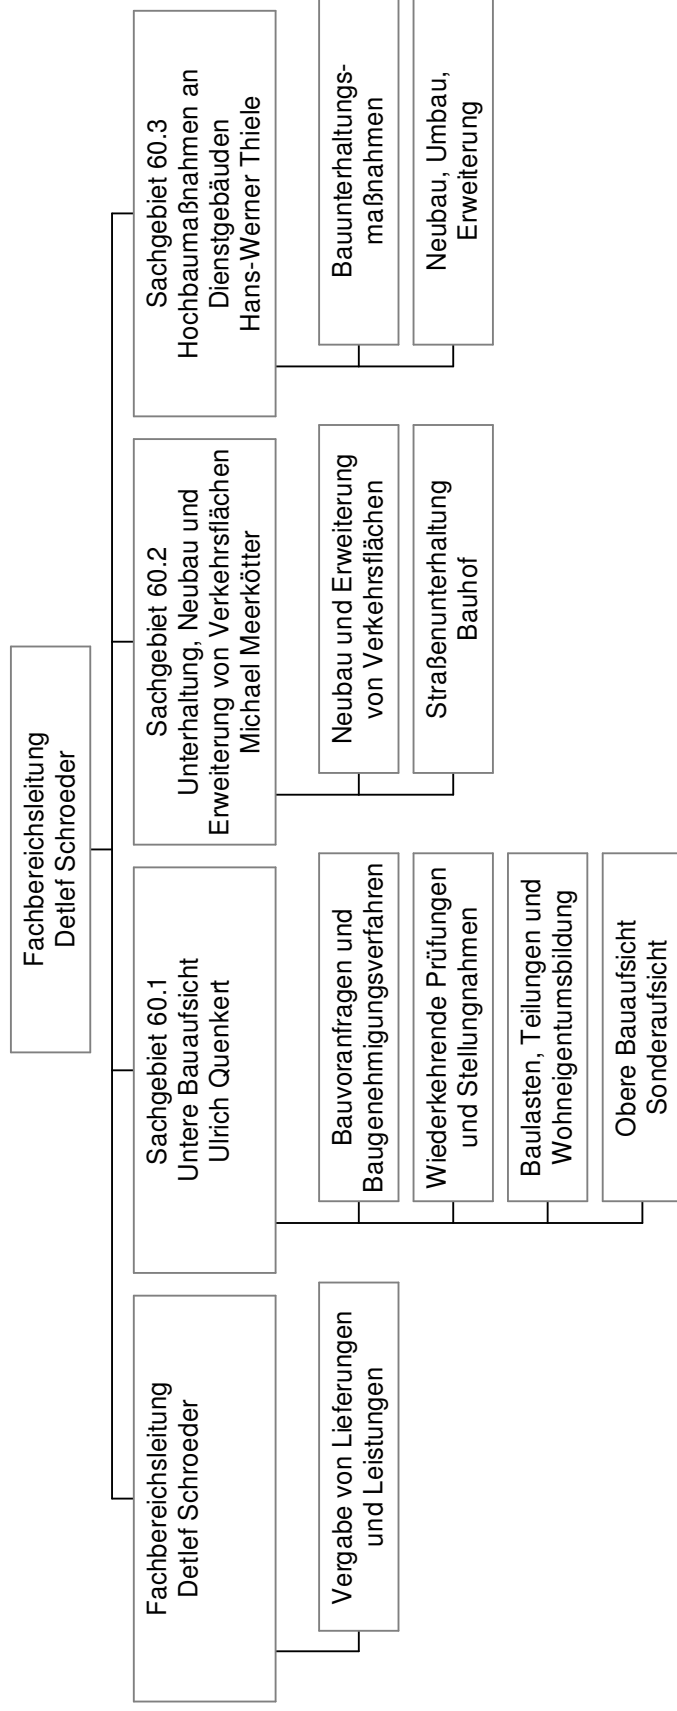 Fachbereichsleitung
Detlef Schroeder
Fachbereichsleitung
Detlef Schroeder
Vergabe von Lieferungen
und Leistungen
Sachgebiet 60.1
Untere Bauaufsicht
Ulrich Quenkert
Bauvoranfragen und
Baugenehmigungsverfahren
Wiederkehrende Prüfungen
und Stellungnahmen
Baulasten, Teilungen und
Wohneigentumsbildung
Obere Bauaufsicht
Sonderaufsicht
Sachgebiet 60.2
Unterhaltung, Neubau und
Erweiterung von Verkehrsflächen
Michael Meerkötter
Neubau und Erweiterung
von Verkehrsflächen
Straßenunterhaltung
Bauhof
Sachgebiet 60.3
Hochbaumaßnahmen an
Dienstgebäuden
Hans-Werner Thiele
Bauunterhaltungs-
maßnahmen
Neubau, Umbau,
Erweiterung